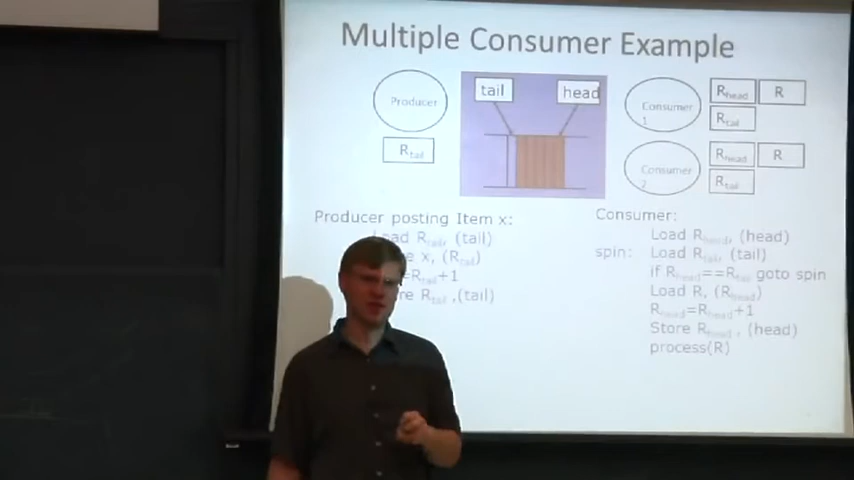 Multiple Consumer Example
Producer
tail
head
Consumer
1
Rhead
R
Rtail
Rtail
Consumer
2
Rhead
R
Rtail
Producer posting Item x:
Load Rtail, (tail)
x, (Rtail)
=Rtail+1
Rtail ,(tail)
Consumer:
Load Rhead, (head)
spin: Load Rtail, (tail)
if Rhead==Rtail goto spin
Load R, (Rhead)
Rhead=Rhead+1
Store Rhead , (head)
process(R)